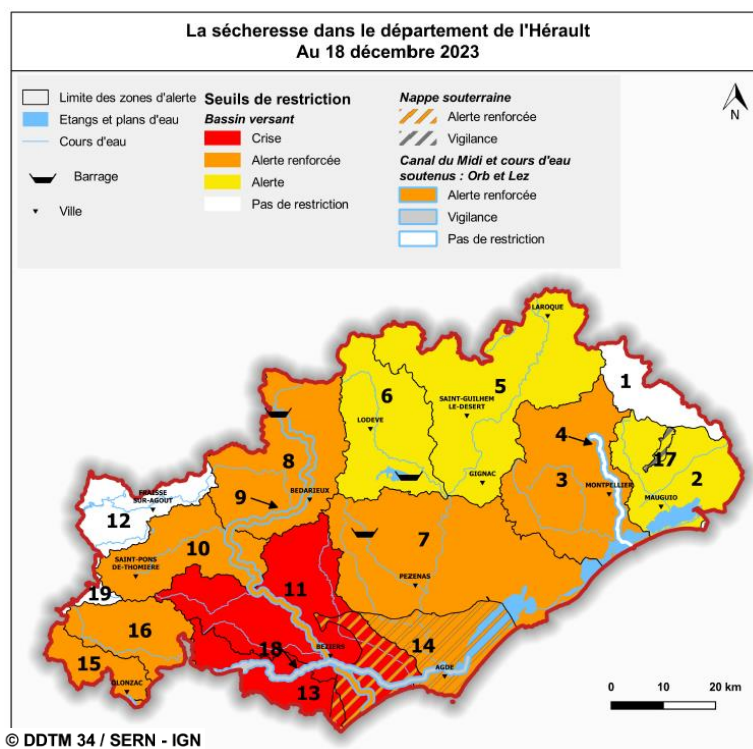 La sécheresse dans le département de l'Hérault
Au 18 décembre 2023
Limite des zones d'alerte
Etangs et plans d'eau
Cours d'eau
Barrage
Ville
Seuils de restriction
Bassin versant
Crise
Alerte renforcée
Alerte
Pas de restriction
Nappe souterraine
Alerte renforcée
Vigilance
Canal du Midi et cours d'eau
soutenus : Orb et Lez
Alerte renforcée
Vigilance
Pas de restriction
N
LAROQUE
1
5
6
SAINT-GUILHEM
LE-DESERT
LODEVE
4
17
2
8
GIGNAC
3
MONTPELLIER
MAUGUIO
FRAISSE
SUR-AGOUT
9
BEDARIEUX
12
10
7
SAINT-PONS
DE-THOMIERE
PEZENAS
19
11
16
14
18
BEZIERS
15
AGDE
13
OLONZAC
0
10
20 km
© DDTM 34 / SERN - IGN